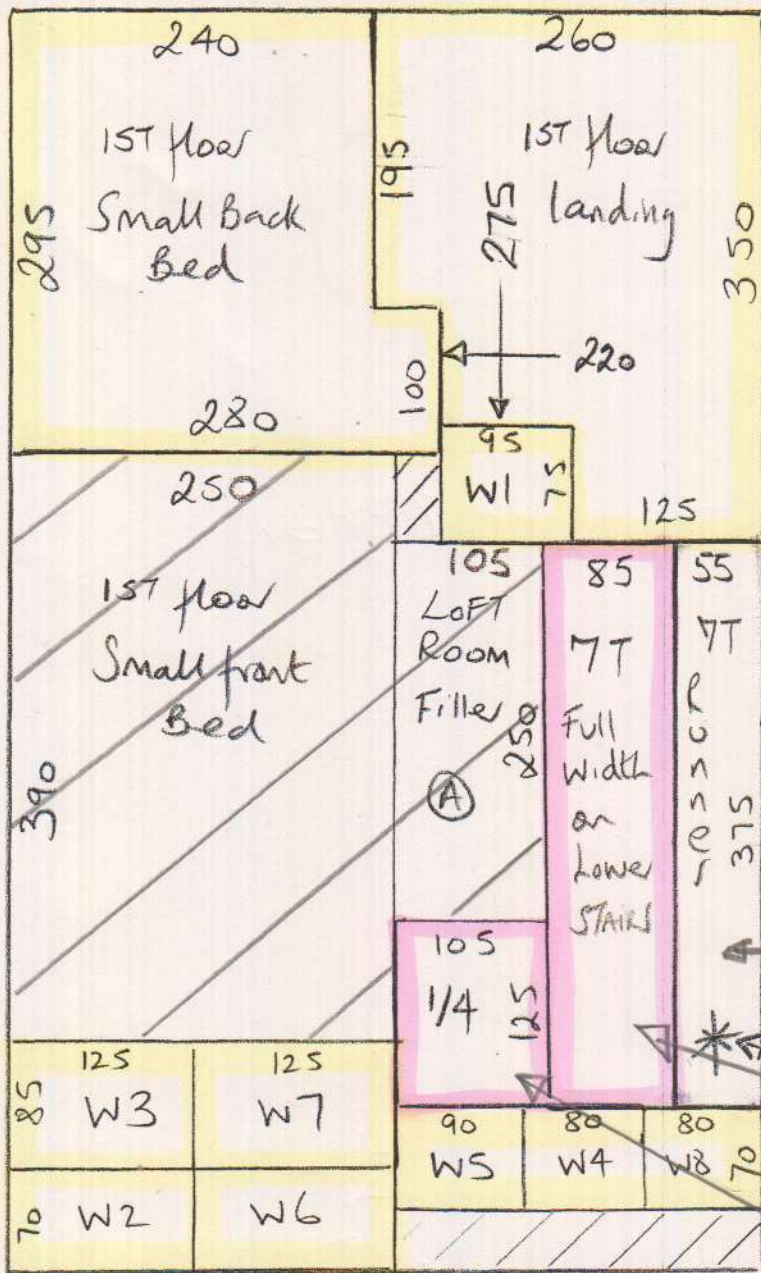 240
1ST floor
Small Back
Bed
295
280
195
100
260
1ST floor
landing
275
350
220
95
W1
75
125
250
1ST floor
Small front
Bed
390
105
LOFT
ROOM
Filler
250
A
85
7T
Full
Width
on
Lower
STAIRS
55
7T
375
105
1/4
125
125
W3
85
125
W7
70
W2
W6
90
W5
80
W4
80
W8
70